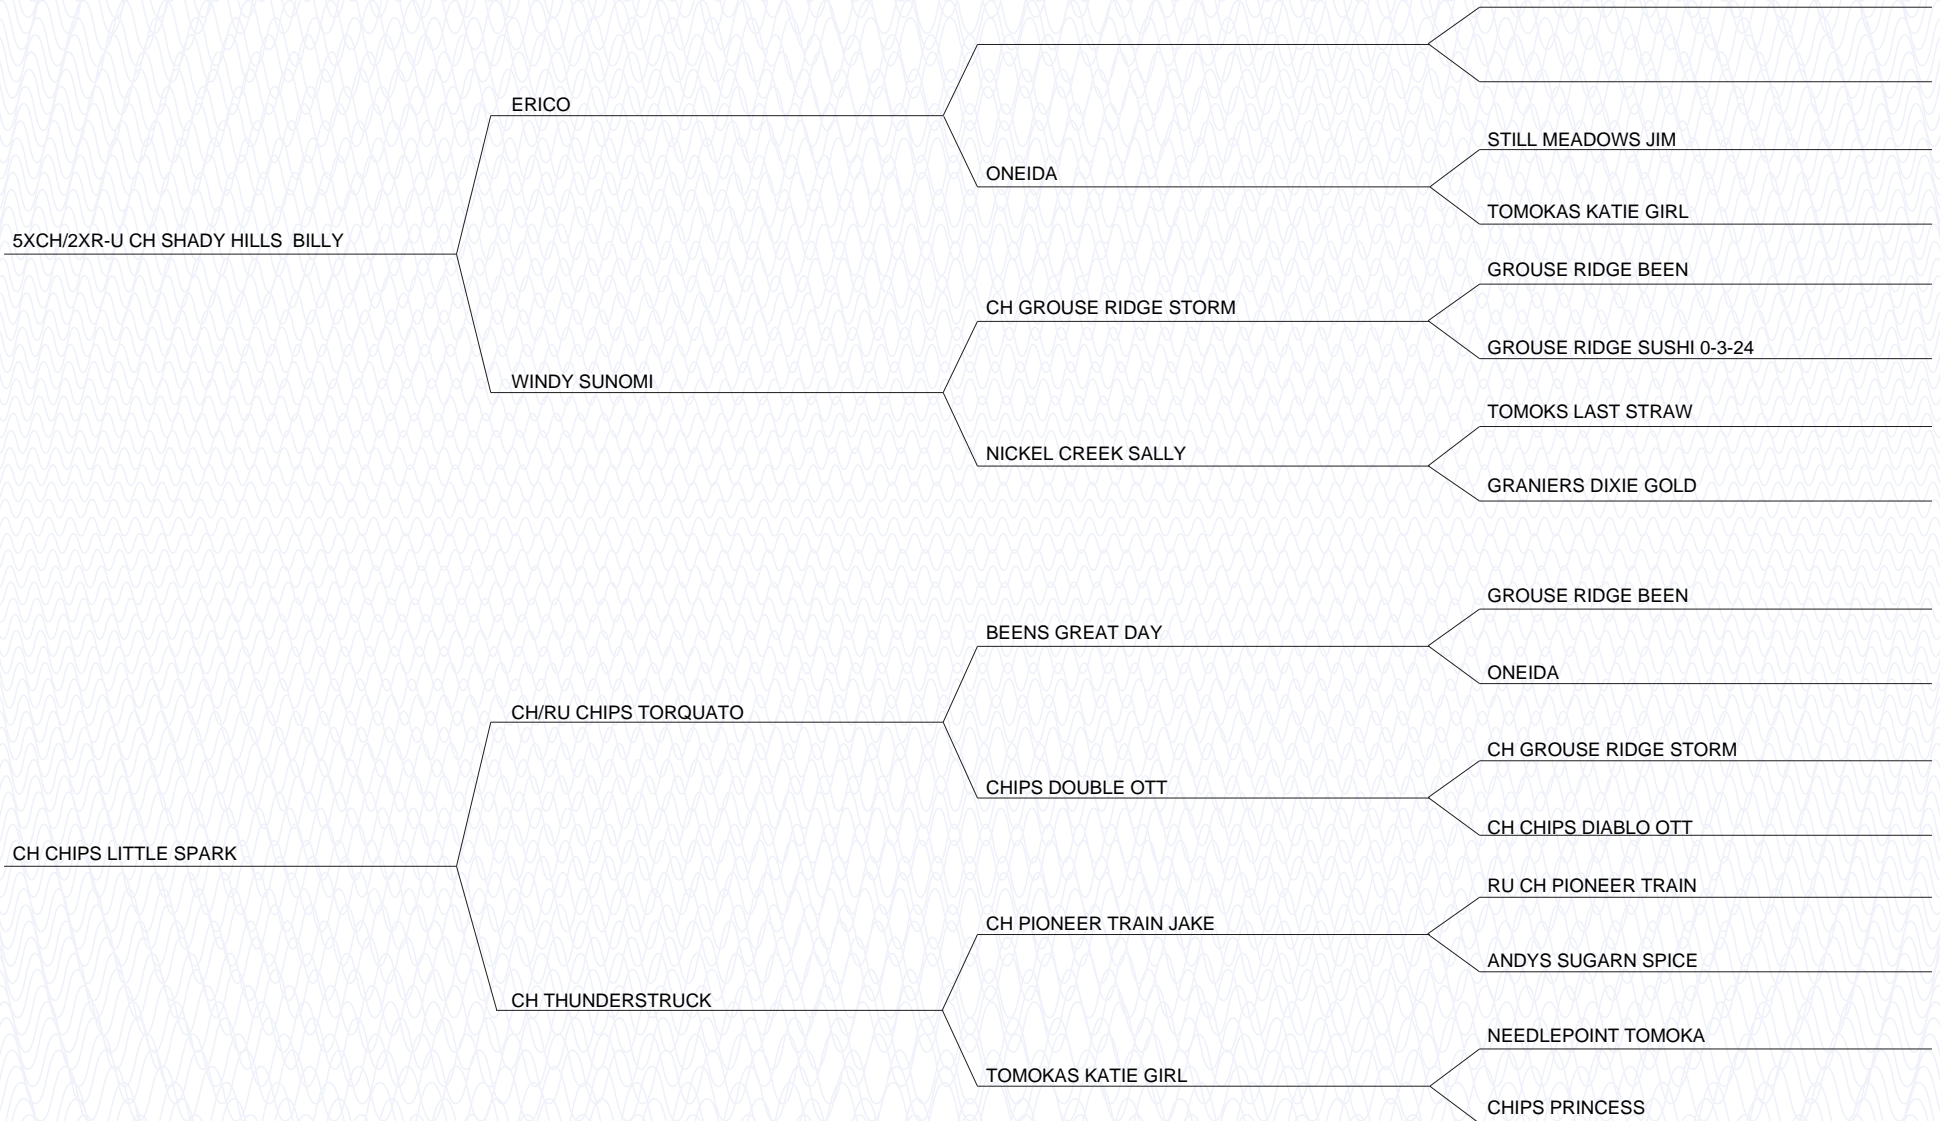 ERICO
STILL MEADOWS JIM
ONEIDA
TOMOKAS KATIE GIRL
5XCH/2XR-U CH SHADY HILLS  BILLY
GROUSE RIDGE BEEN
CH GROUSE RIDGE STORM
GROUSE RIDGE SUSHI 0-3-24
WINDY SUNOMI
TOMOKS LAST STRAW
NICKEL CREEK SALLY
GRANIERS DIXIE GOLD
GROUSE RIDGE BEEN
BEENS GREAT DAY
ONEIDA
CH/RU CHIPS TORQUATO
CH GROUSE RIDGE STORM
CHIPS DOUBLE OTT
CH CHIPS DIABLO OTT
CH CHIPS LITTLE SPARK
RU CH PIONEER TRAIN
CH PIONEER TRAIN JAKE
ANDYS SUGARN SPICE
CH THUNDERSTRUCK
NEEDLEPOINT TOMOKA
TOMOKAS KATIE GIRL
CHIPS PRINCESS